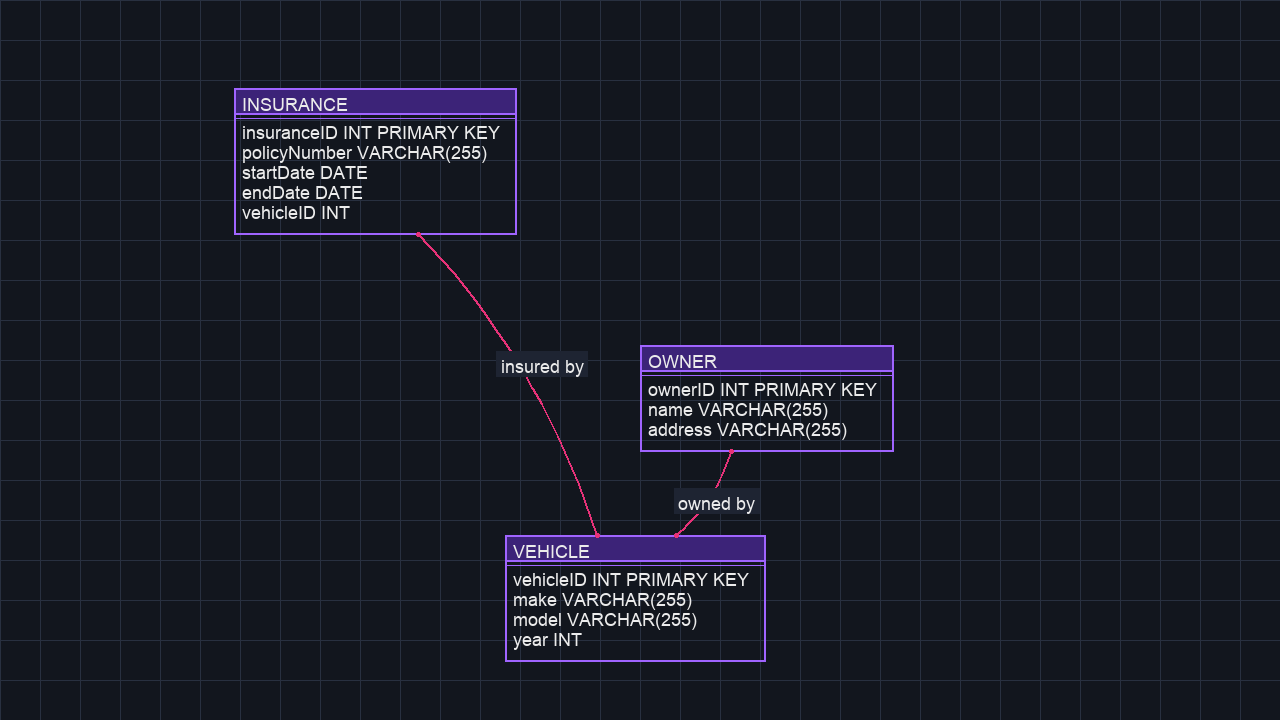 INSURANCE
insuranceID INT PRIMARY KEY
policyNumber VARCHAR(255)
startDate DATE
endDate DATE
vehicleID INT
insured by
OWNER
ownerID INT PRIMARY KEY
name VARCHAR(255)
address VARCHAR(255)
owned by
VEHICLE
vehicleID INT PRIMARY KEY
make VARCHAR(255)
model VARCHAR(255)
year INT